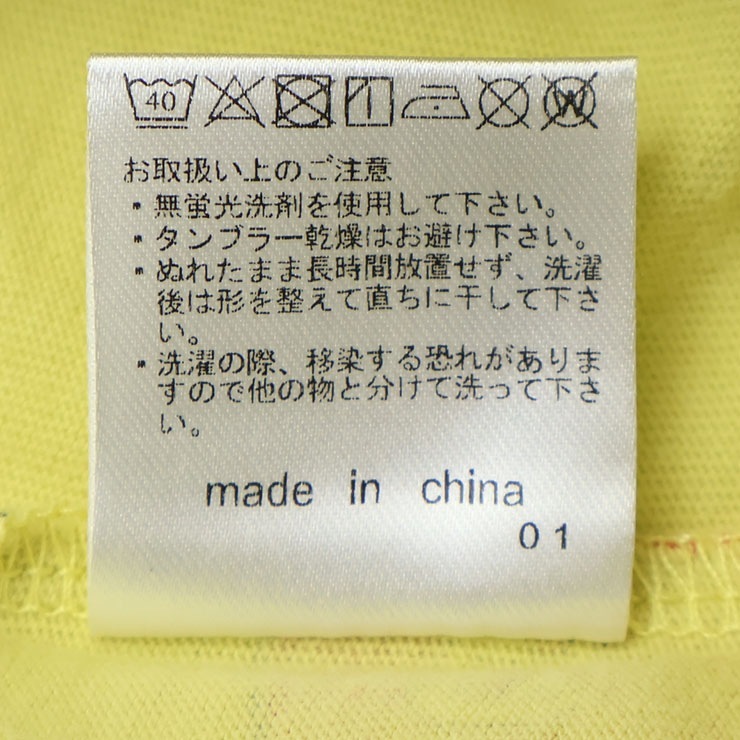 40 W
お取扱い上のご注意
・無蛍光洗剤を使用して下さい。
・タンブラー乾燥はお避け下さい。
・ぬれたまま長時間放置せず、洗濯
後は形を整えて直ちに干して下さ
い。
・洗濯の際、移染する恐れがありま
すので他の物と分けて洗って下さ
い。
made in china
01